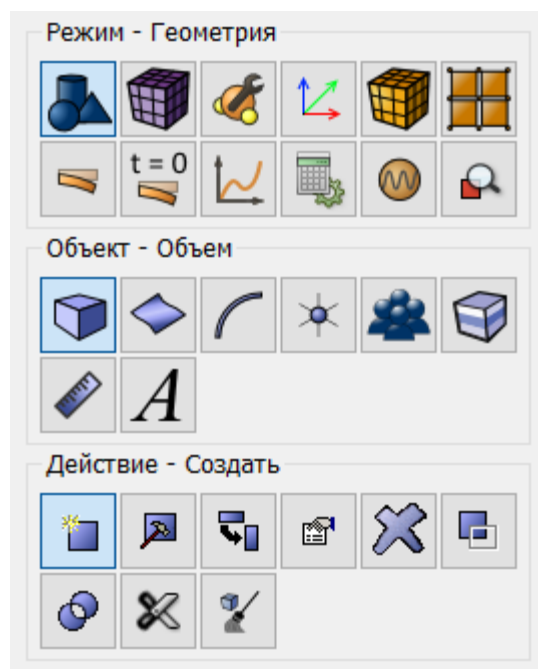 Режим - Геометрия
t = 0
Объект - Объем
A
Действие - Создать